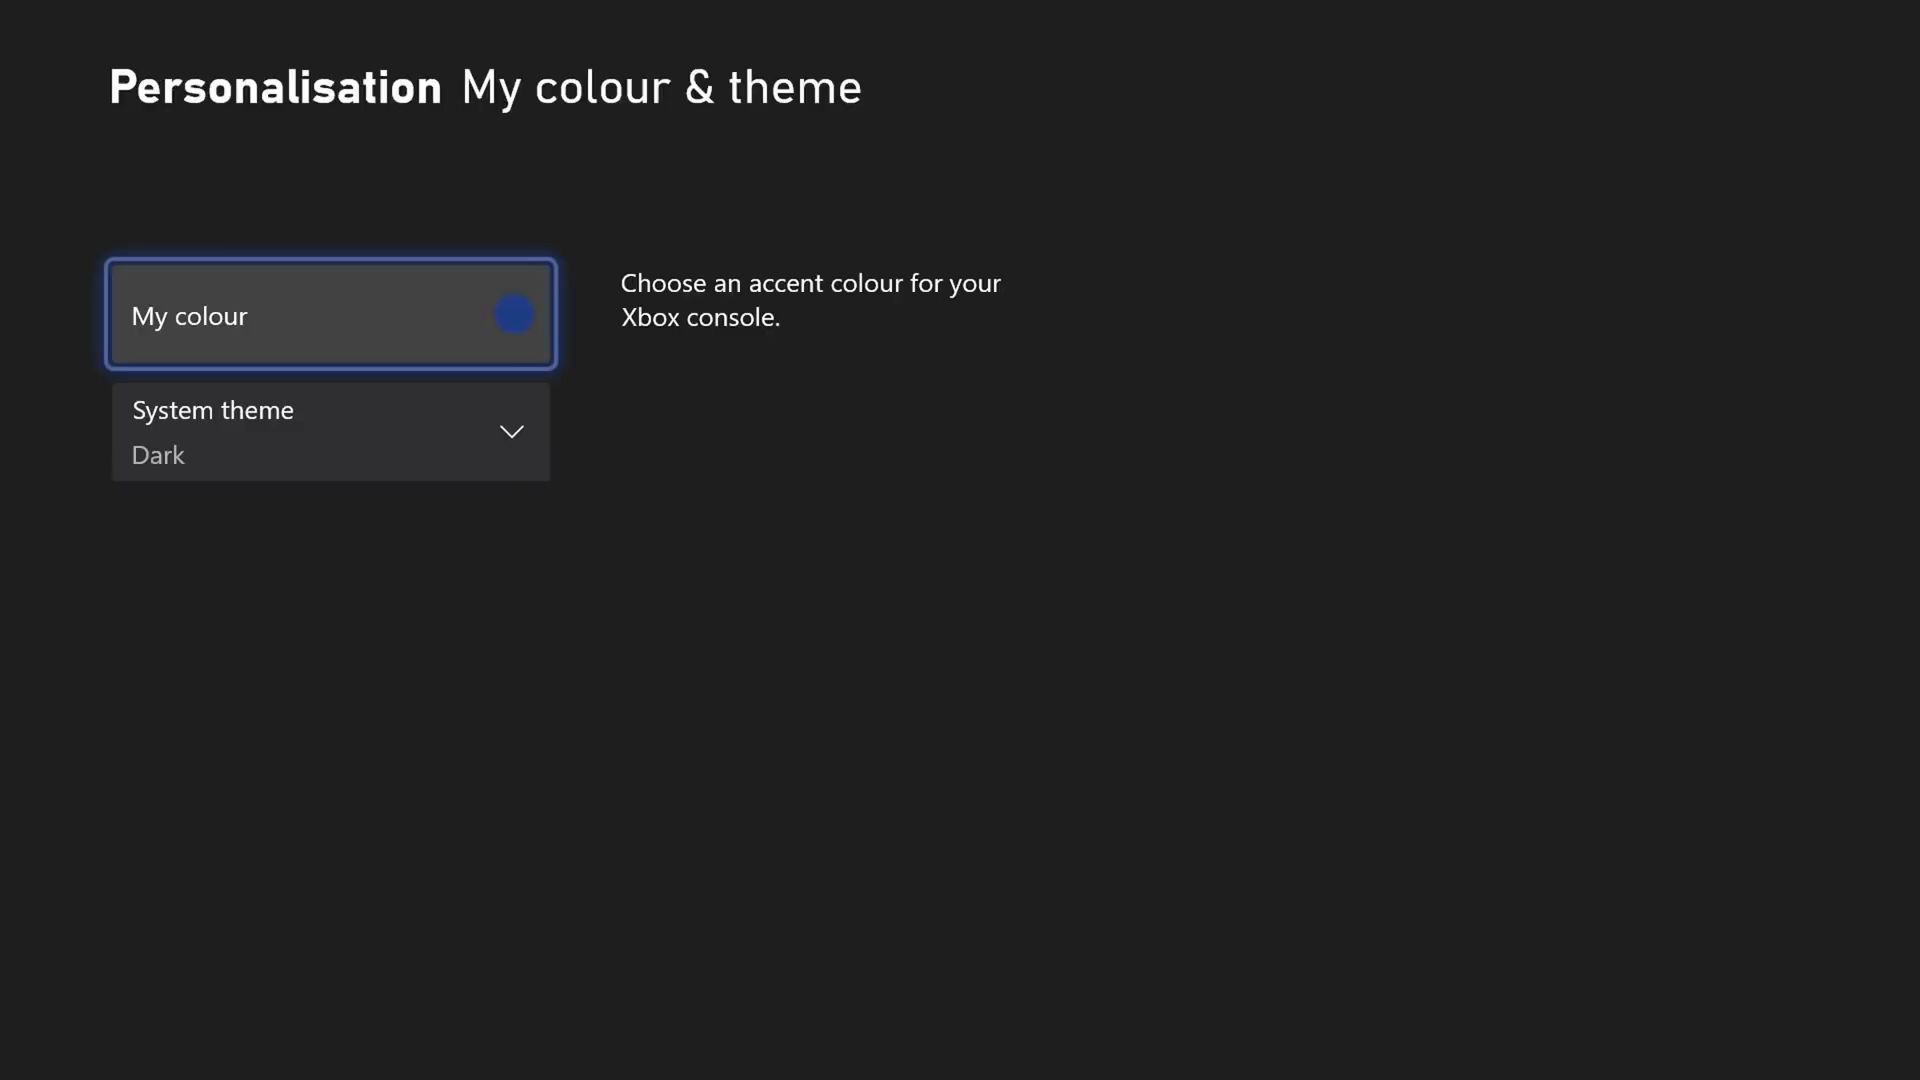 Personalisation My colour & theme
My colour
Choose an accent colour for your
Xbox console.
System theme
Dark